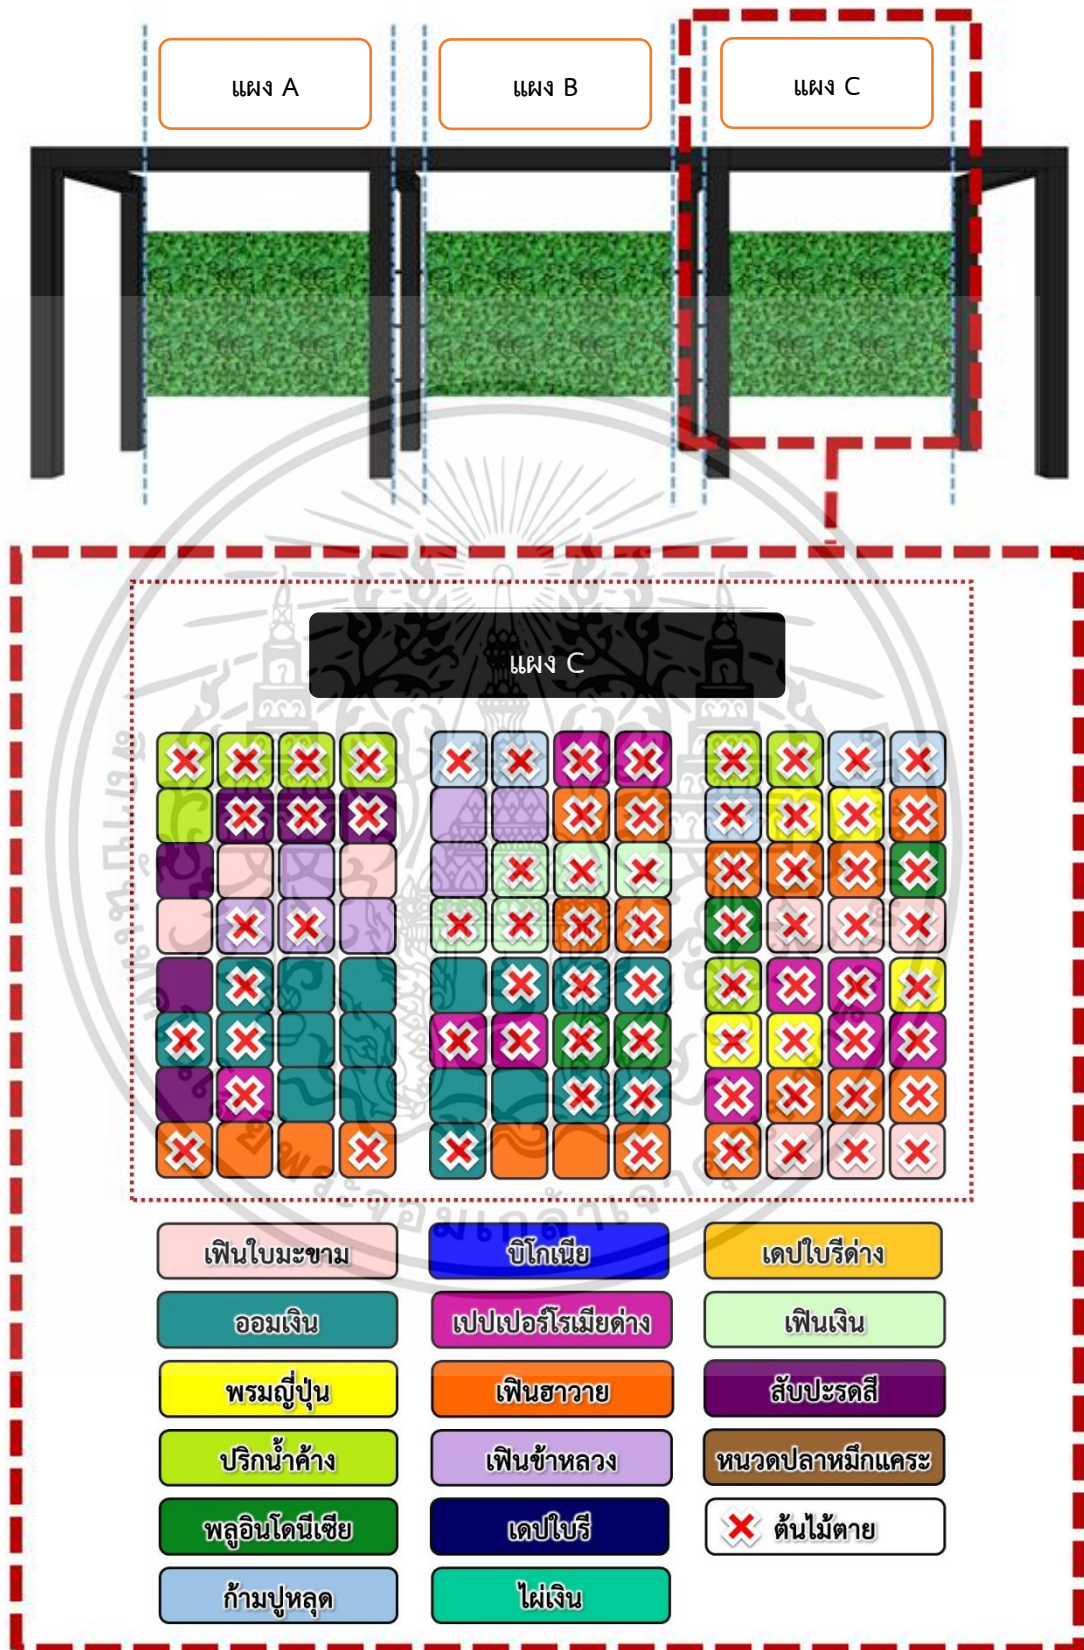 แผง A
แผง B
แผง C
แผง C
เฟินใบมะขาม
บิโกเนีย
เดปใบรีด่าง
ออมเงิน
เปปเปอร์โรเมียด่าง
เฟินเงิน
พรมญี่ปุ่น
เฟินฮาวาย
สับปะรดสี
ปริกน้ำค้าง
เฟินข้าหลวง
หนวดปลาหมึกแคระ
พลูอินโดนีเซีย
เดปใบรี
ต้นไม้ตาย
ก้ามปูหลุด
ไผ่เงิน